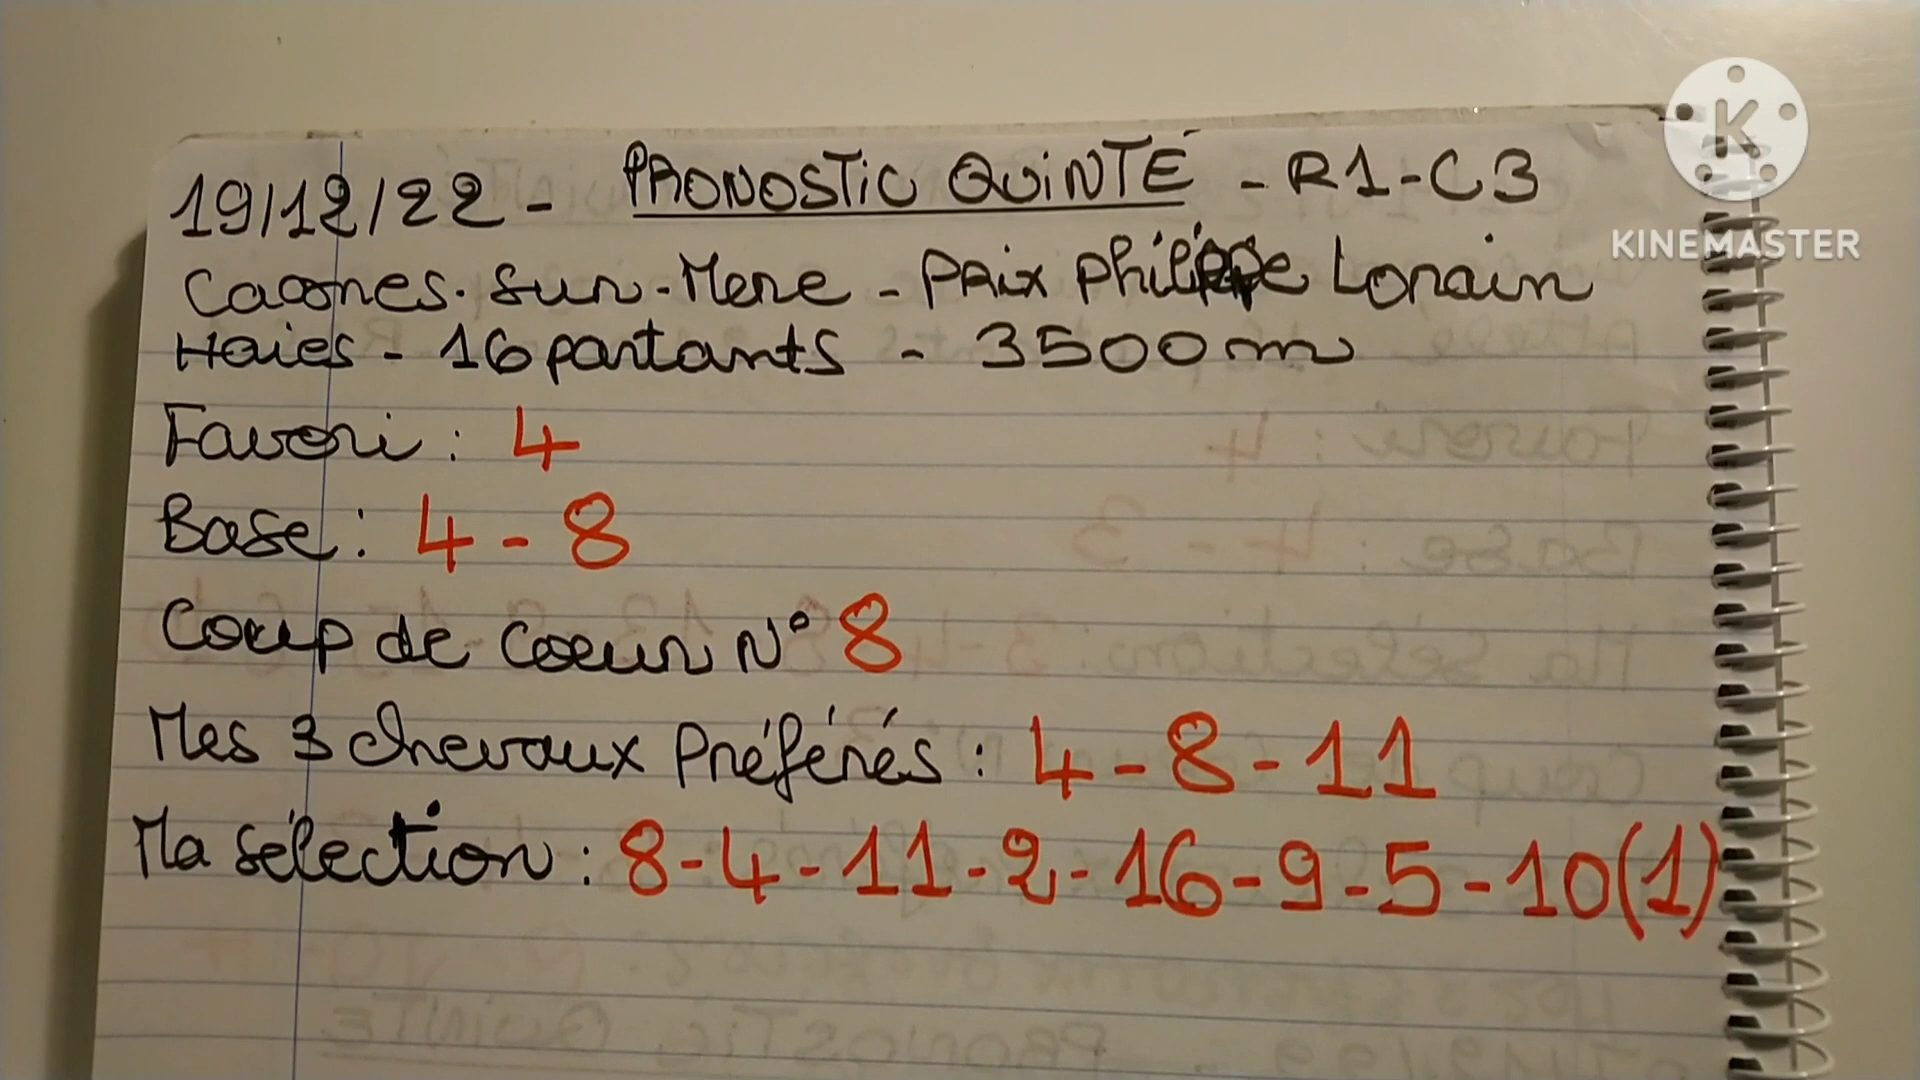 19/12/22 - PRONOSTIC QUINTÉ - R1-C3
Cagnes-sur-Mere - Prix Philippe Lorain
Haies - 16 partants - 3500m
Favori : 4
Base : 4 - 8
Coup de coeur N° 8
Mes 3 chevaux Préférés : 4 - 8 - 11
Ma sélection : 8 - 4 - 11 - 2 - 16 - 9 - 5 - 10 (1)
K
KINEMASTER